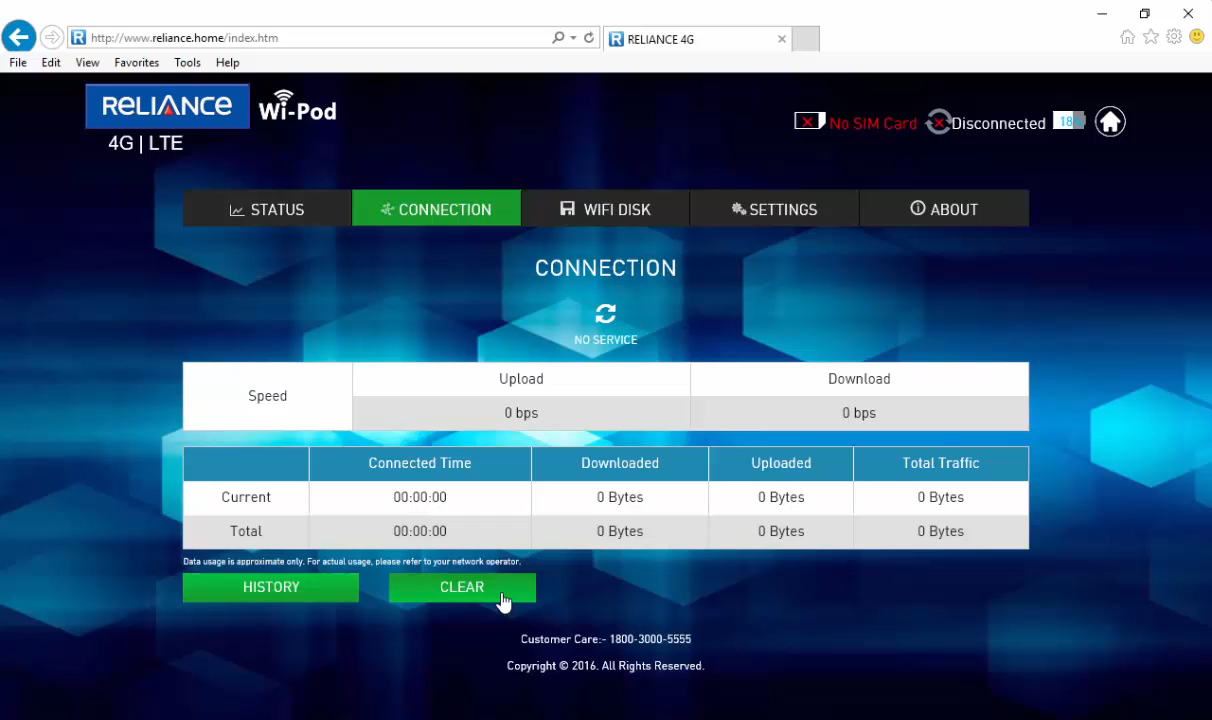 http://www.reliance.home/index.htm
RELIANCE 4G
File Edit View Favorites Tools Help
RELIANCE Wi-Pod
4G | LTE
No SIM Card Disconnected
STATUS CONNECTION WIFI DISK SETTINGS ABOUT
CONNECTION
NO SERVICE
Speed Upload Download
0 bps 0 bps
Connected Time Downloaded Uploaded Total Traffic
Current 00:00:00 0 Bytes 0 Bytes 0 Bytes
Total 00:00:00 0 Bytes 0 Bytes 0 Bytes
Data usage is approximate only. For actual usage, please refer to your network operator.
HISTORY CLEAR
Customer Care:- 1800-3000-5555
Copyright © 2016. All Rights Reserved.